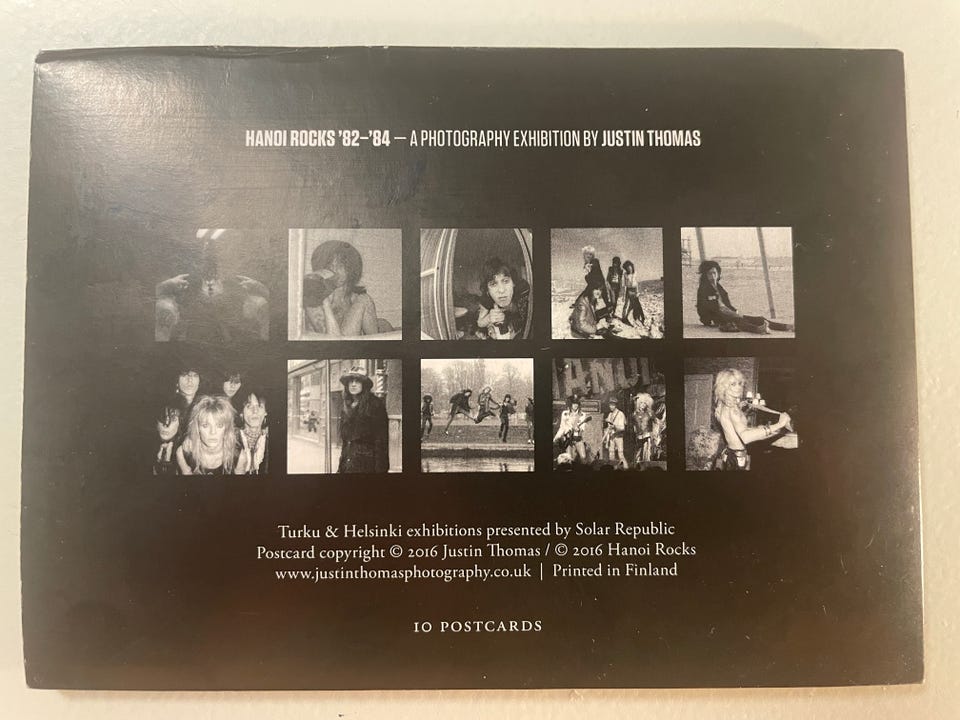 HANOI ROCKS ’82–’84 — A PHOTOGRAPHY EXHIBITION BY JUSTIN THOMAS
HANOI
Turku & Helsinki exhibitions presented by Solar Republic
Postcard copyright © 2016 Justin Thomas / © 2016 Hanoi Rocks
www.justinthomasphotography.co.uk | Printed in Finland
10 POSTCARDS